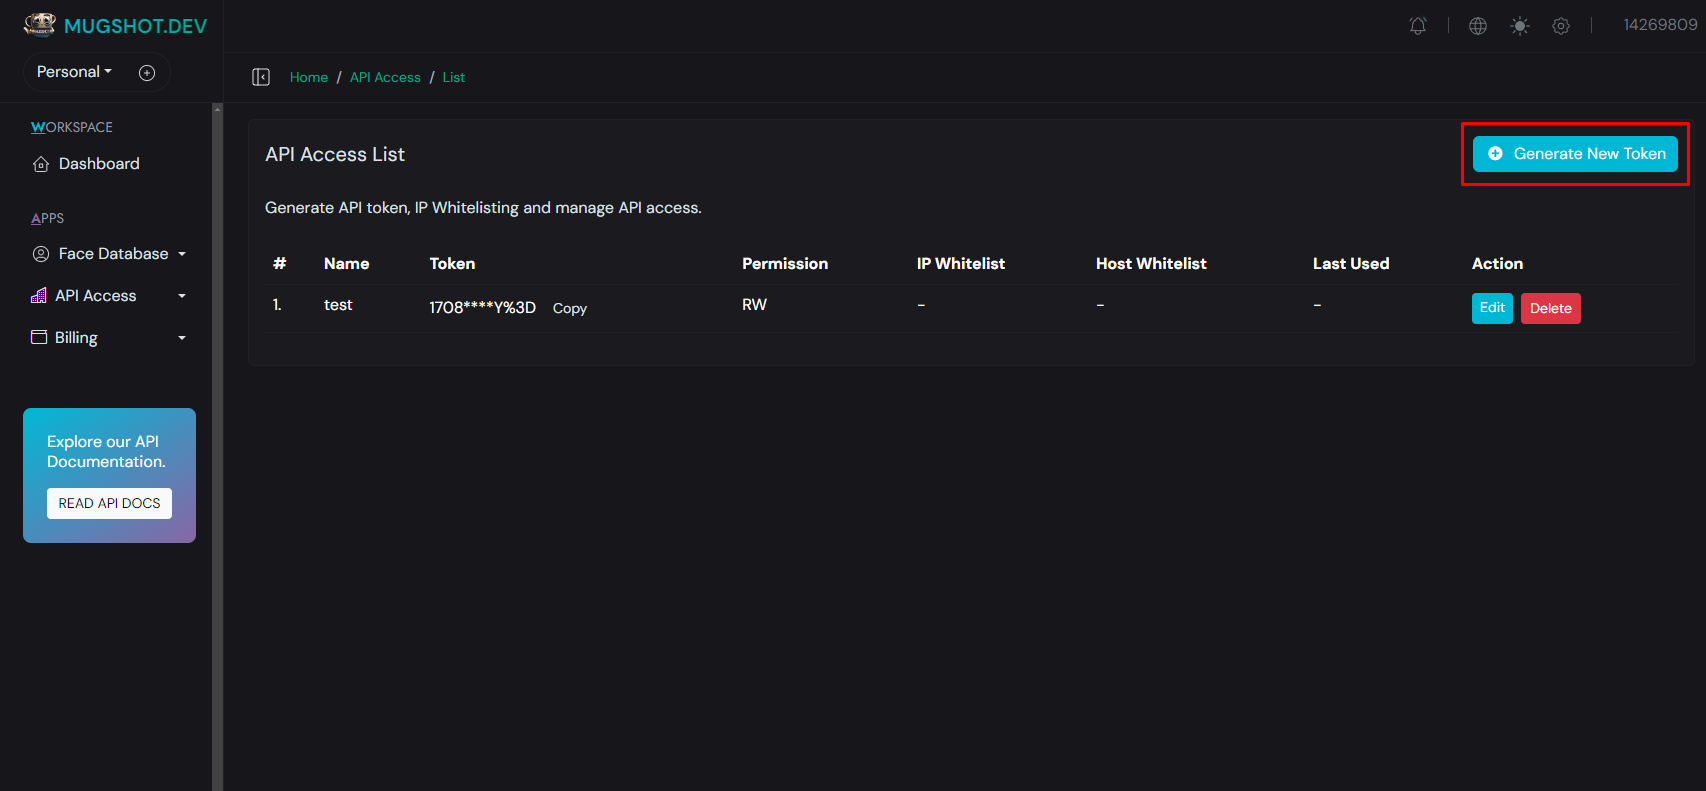 MUGSHOT.DEV
14269809
Personal
Home / API Access / List
WORKSPACE
Dashboard
APPS
Face Database
API Access
Billing
Explore our API
Documentation.
READ API DOCS
API Access List
Generate New Token
Generate API token, IP Whitelisting and manage API access.
# Name Token Permission IP Whitelist Host Whitelist Last Used Action
1. test 1708****Y%3D Copy RW - - - Edit Delete